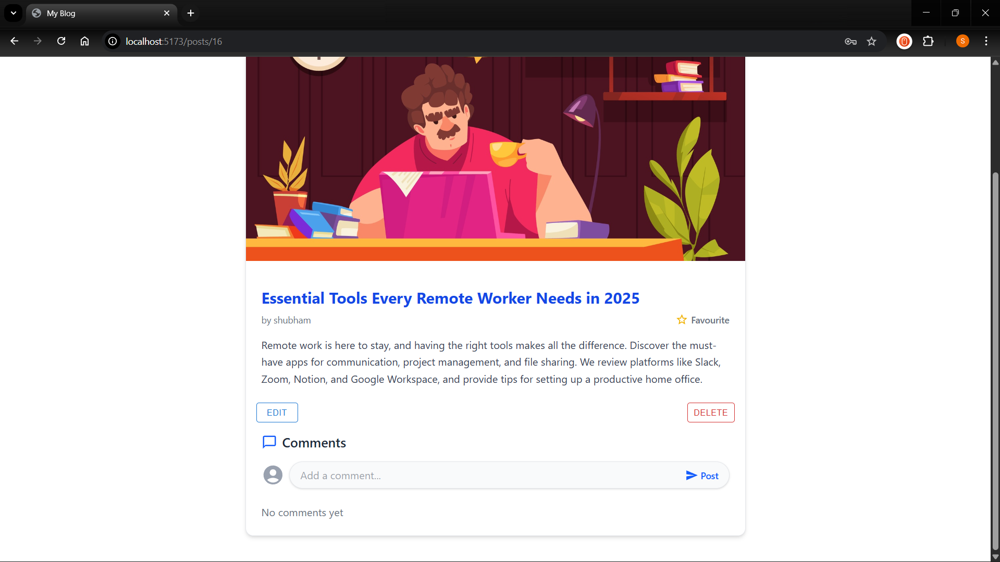 My Blog
localhost:5173/posts/16
S
Essential Tools Every Remote Worker Needs in 2025
by shubham
Favourite
Remote work is here to stay, and having the right tools makes all the difference. Discover the must-
have apps for communication, project management, and file sharing. We review platforms like Slack,
Zoom, Notion, and Google Workspace, and provide tips for setting up a productive home office.
EDIT
DELETE
Comments
Add a comment...
Post
No comments yet